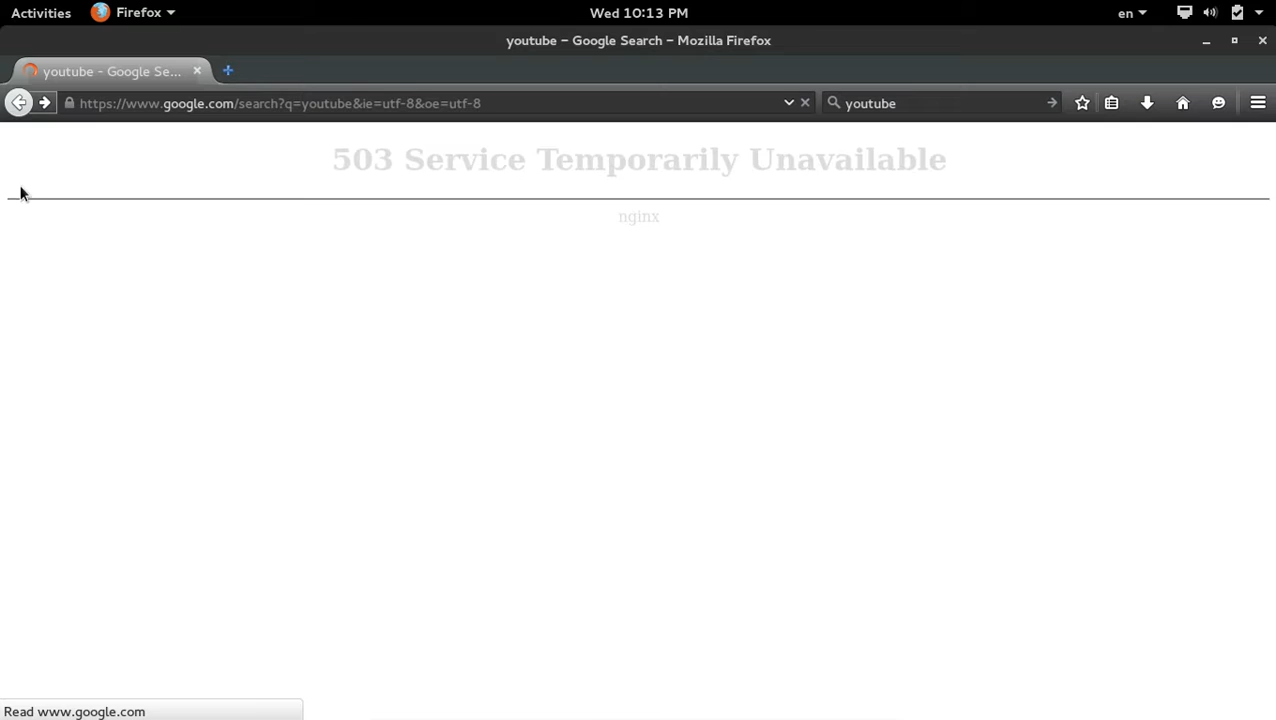 Activities Firefox Wed 10:13 PM en
youtube – Google Search – Mozilla Firefox
youtube - Google Se...
https://www.google.com/search?q=youtube&ie=utf-8&oe=utf-8 youtube
503 Service Temporarily Unavailable
nginx
Read www.google.com